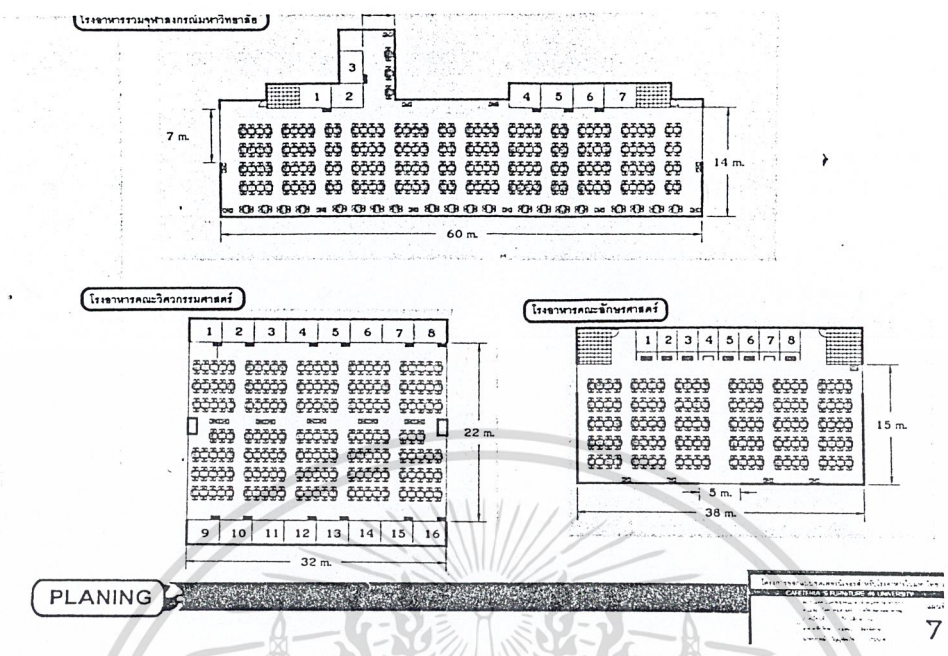 โรงอาหารรวมจุฬาลงกรณ์มหาวิทยาลัย
3
1 2
4 5 6 7
7 m.
14 m.
60 m.
โรงอาหารคณะวิศวกรรมศาสตร์
1 2 3 4 5 6 7 8
22 m.
9 10 11 12 13 14 15 16
32 m.
โรงอาหารคณะอักษรศาสตร์
1 2 3 4 5 6 7 8
15 m.
5 m.
38 m.
PLANING
CAFETERIA'S FURNITURE IN UNIVERSITY
7